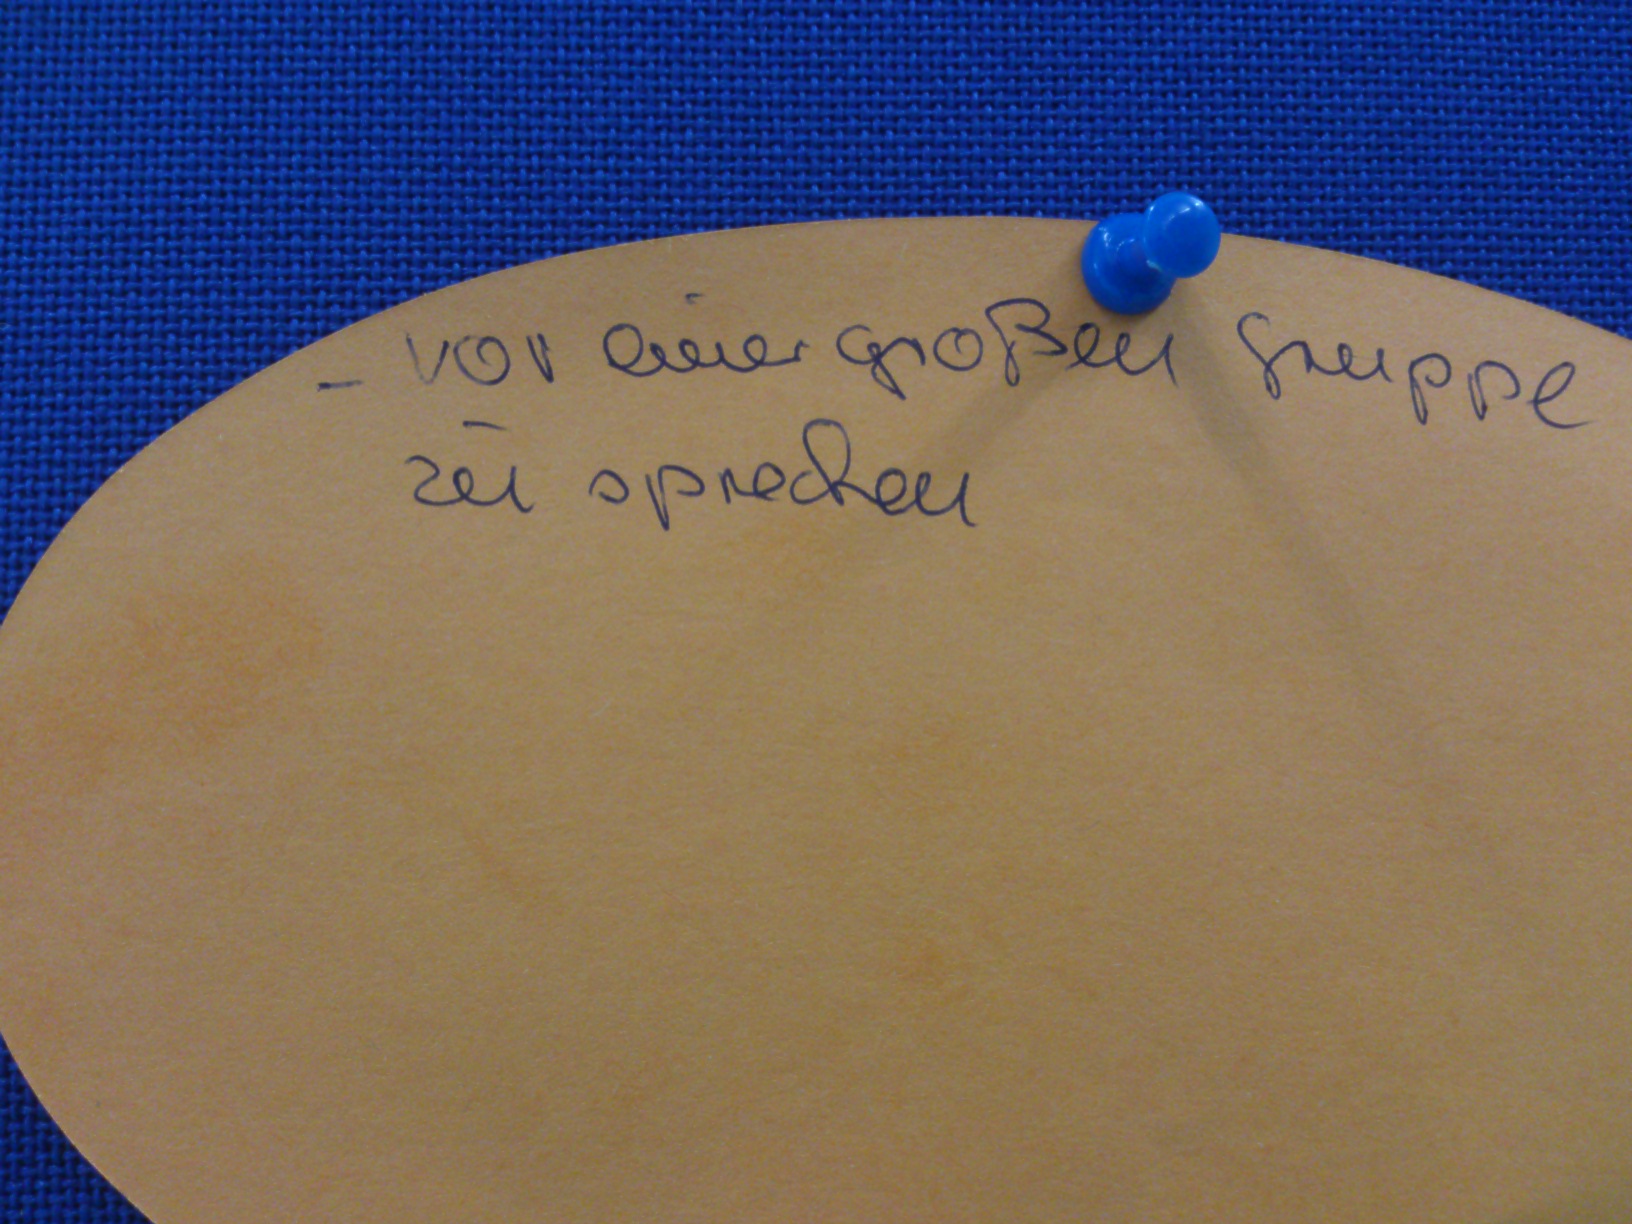 - vor einer großen Gruppe
zu sprechen